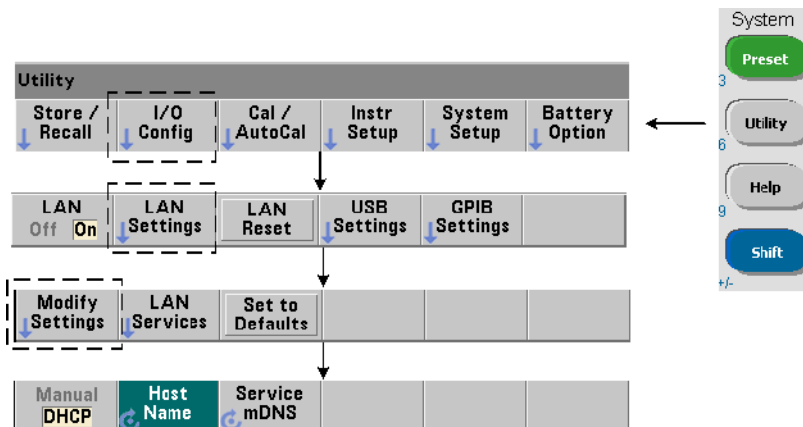 System
Preset
3
Utility
6
Help
9
Shift
+/-
Utility
Store / Recall
I/O Config
Cal / AutoCal
Instr Setup
System Setup
Battery Option
LAN Off On
LAN Settings
LAN Reset
USB Settings
GPIB Settings
Modify Settings
LAN Services
Set to Defaults
Manual DHCP
Host Name
Service mDNS